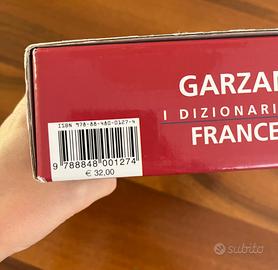 GARZAN
I DIZIONARI
FRANCE
ISBN 978-88-480-0127-4
9 788848 001274
€ 32,00
subito